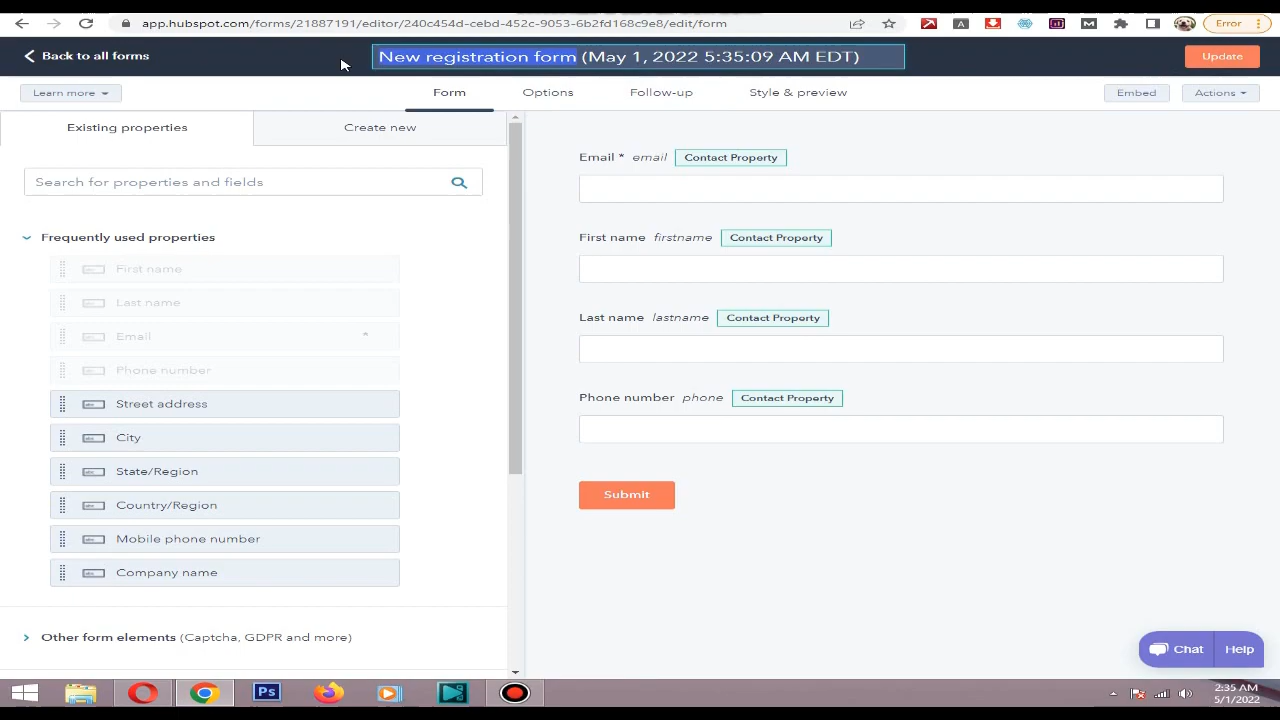 app.hubspot.com/forms/21887191/editor/240c454d-cebd-452c-9053-6b2fd168c9e8/edit/form
Error
Back to all forms
New registration form (May 1, 2022 5:35:09 AM EDT)
Update
Learn more
Form
Options
Follow-up
Style & preview
Embed
Actions
Existing properties
Create new
Search for properties and fields
Frequently used properties
First name
Last name
Email
Phone number
Street address
City
State/Region
Country/Region
Mobile phone number
Company name
Other form elements (Captcha, GDPR and more)
Email * email Contact Property
First name firstname Contact Property
Last name lastname Contact Property
Phone number phone Contact Property
Submit
Chat
Help
Ps
2:35 AM
5/1/2022